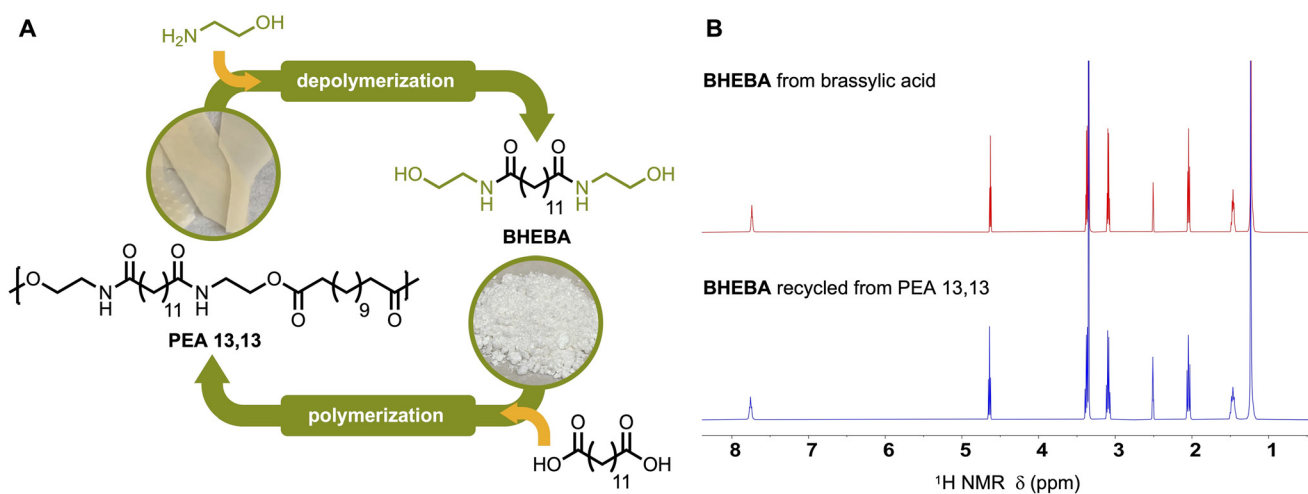 A
H₂N
OH
depolymerization
O
O
HO
N
H
N
H
OH
11
BHEBA
O
O
O
N
H
11
N
H
O
O
9
O
PEA 13,13
polymerization
O
O
HO
OH
11
B
BHEBA from brassylic acid
BHEBA recycled from PEA 13,13
8 7 6 5 4 3 2 1
¹H NMR δ (ppm)